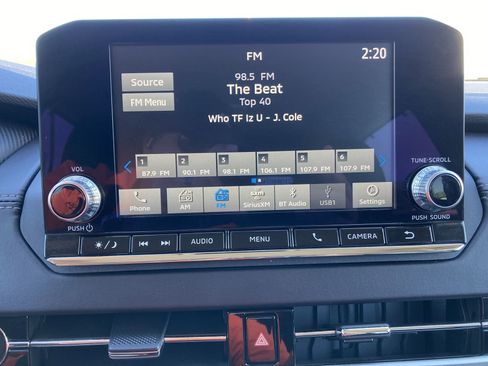 FM
2:20
Source
98.5 FM
The Beat
FM Menu
Top 40
Who TF Iz U - J. Cole
1 2 3 4 5 6
87.9 FM 90.1 FM 98.1 FM 106.1 FM 107.9 FM 107.9 FM
VOL
TUNE·SCROLL
Phone AM FM SiriusXM BT Audio USB1 Settings
PUSH
PUSH SOUND
AUDIO MENU CAMERA